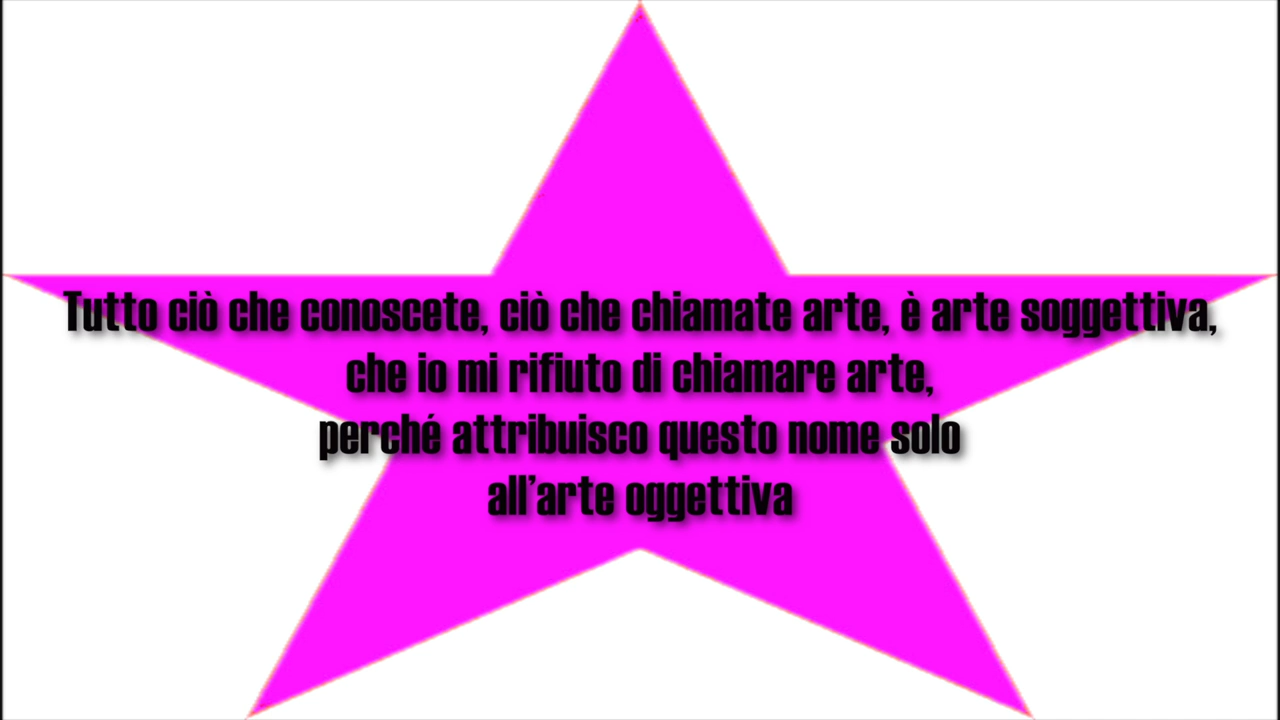 Tutto ciò che conoscete, ciò che chiamate arte, è arte soggettiva,
che io mi rifiuto di chiamare arte,
perché attribuisco questo nome solo
all’arte oggettiva